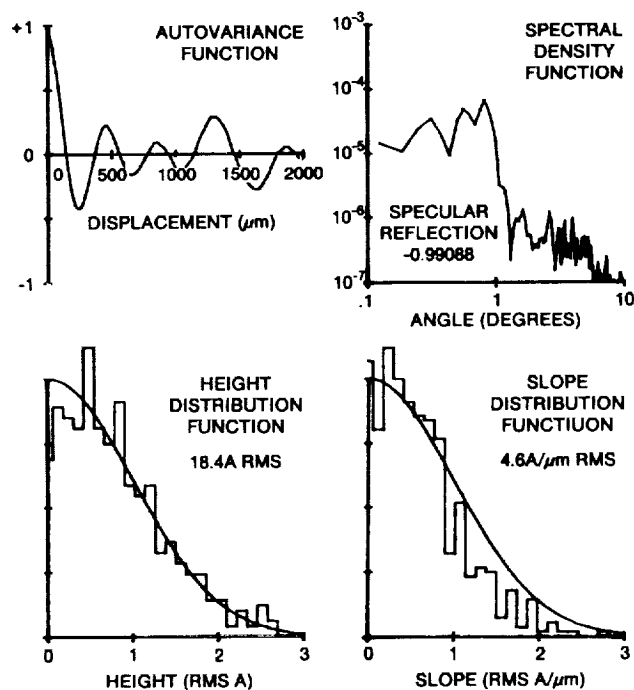 +1
AUTOVARIANCE
FUNCTION
0
0 500 1000 1500 2000
DISPLACEMENT (µm)
-1
10-3
SPECTRAL
DENSITY
FUNCTION
10-4
10-5
10-6
SPECULAR
REFLECTION
-0.99088
10-7
.1 1 10
ANGLE (DEGREES)
HEIGHT
DISTRIBUTION
FUNCTION
18.4A RMS
0 1 2 3
HEIGHT (RMS A)
SLOPE
DISTRIBUTION
FUNCTIUON
4.6A/µm RMS
0 1 2 3
SLOPE (RMS A/µm)